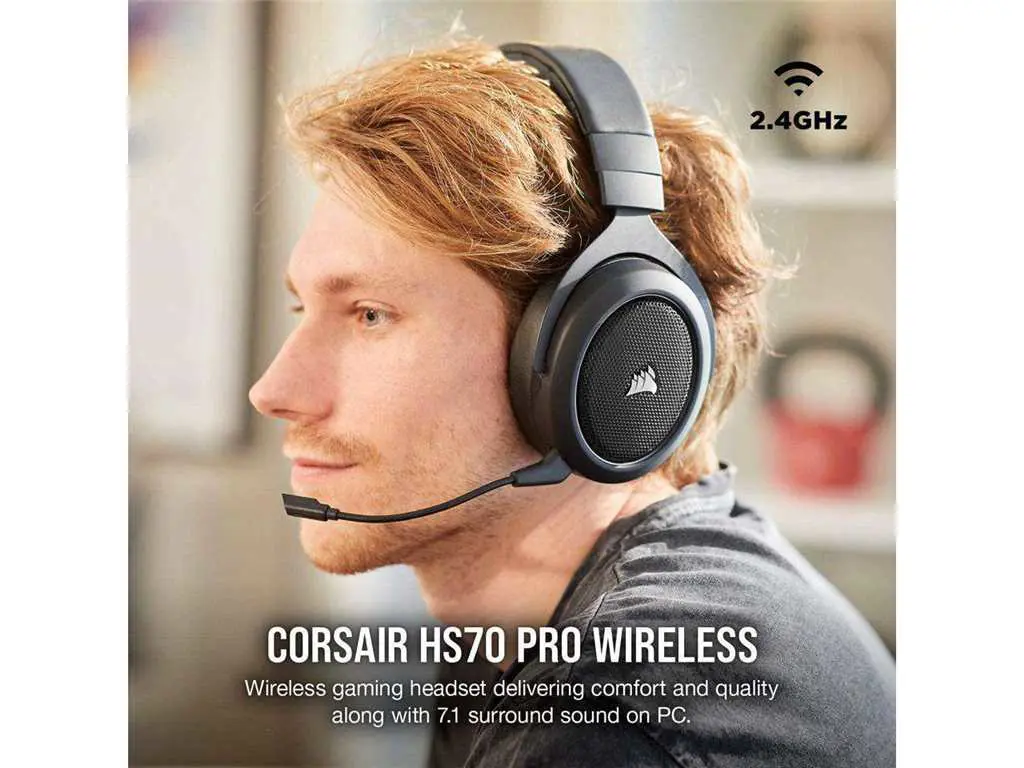 2.4GHz
CORSAIR HS70 PRO WIRELESS
Wireless gaming headset delivering comfort and quality
along with 7.1 surround sound on PC.